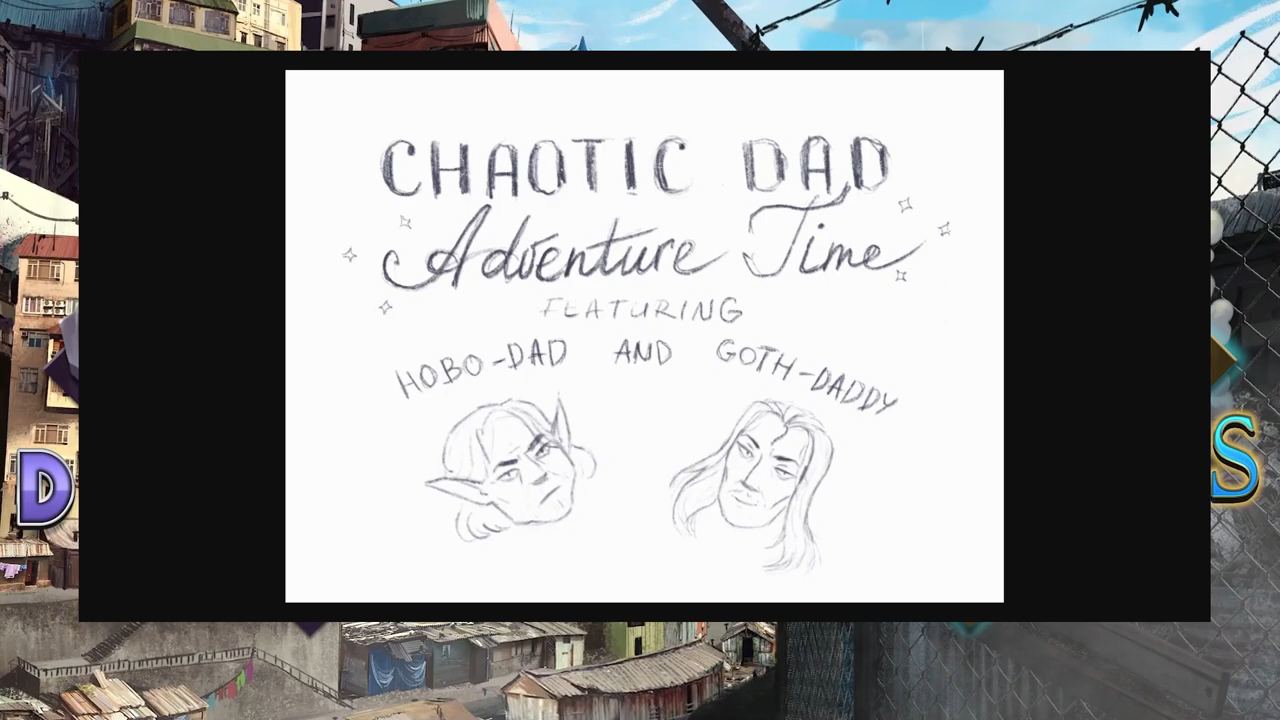 CHAOTIC DAD
Adventure Time
FEATURING
HOBO-DAD AND GOTH-DADDY
D
S